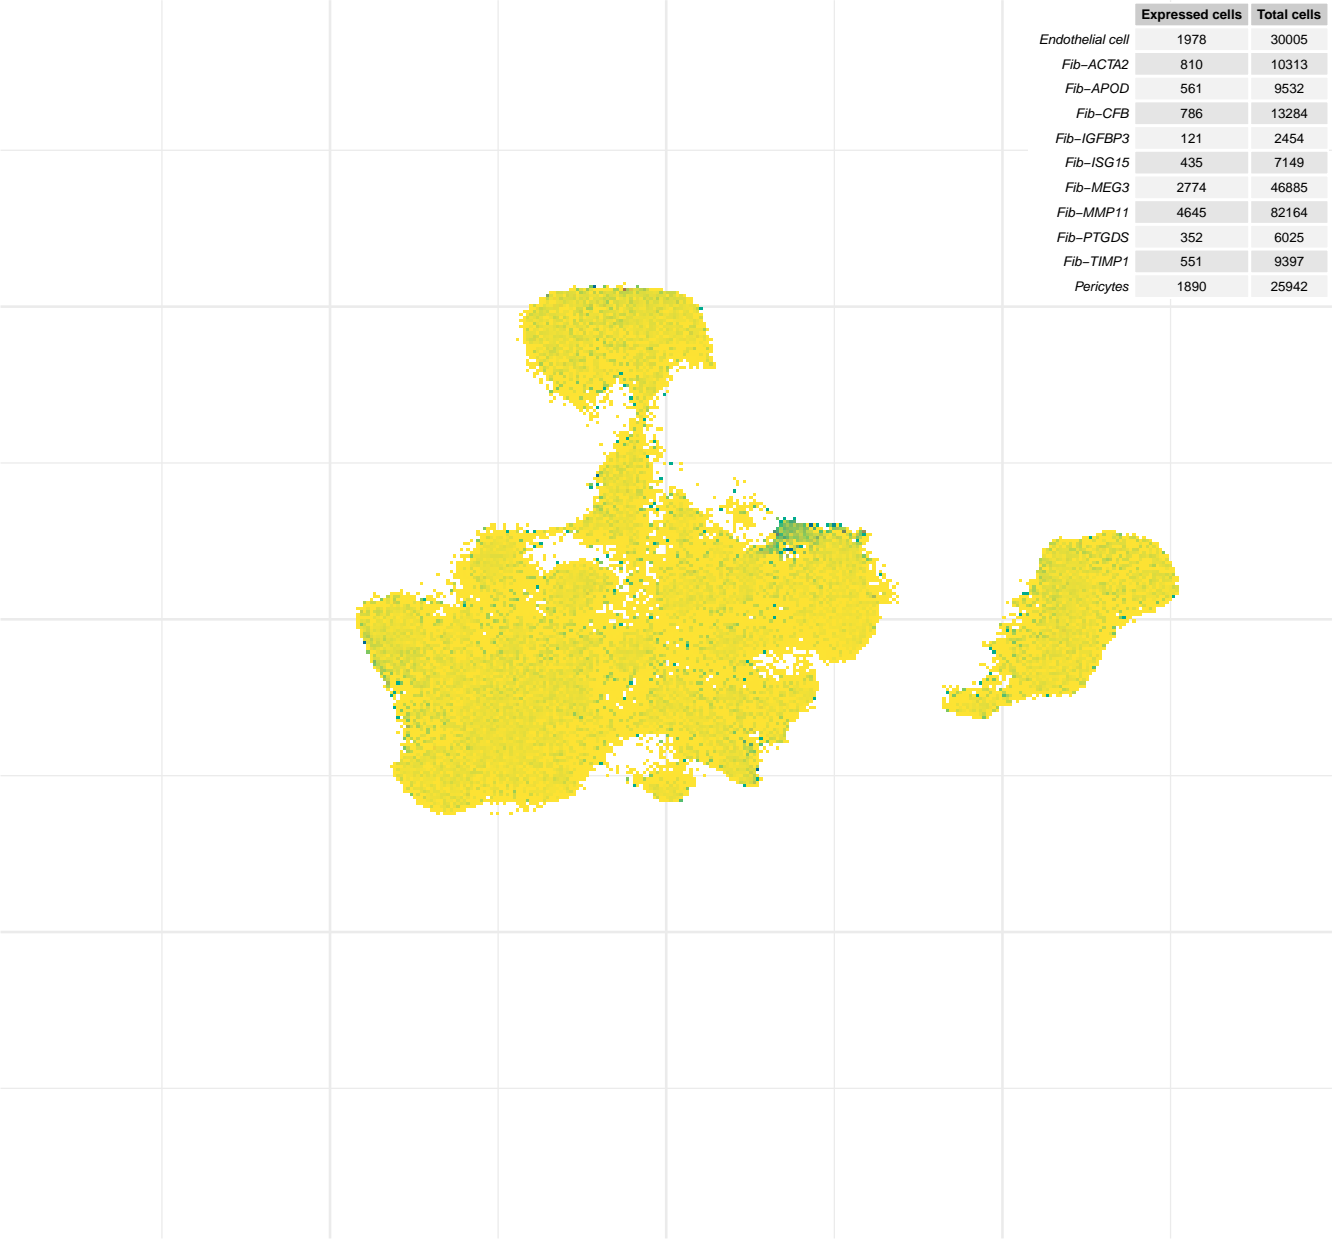 Expressed cells Total cells
Endothelial cell 1978 30005
Fib−ACTA2 810 10313
Fib−APOD 561 9532
Fib−CFB 786 13284
Fib−IGFBP3 121 2454
Fib−ISG15 435 7149
Fib−MEG3 2774 46885
Fib−MMP11 4645 82164
Fib−PTGDS 352 6025
Fib−TIMP1 551 9397
Pericytes 1890 25942